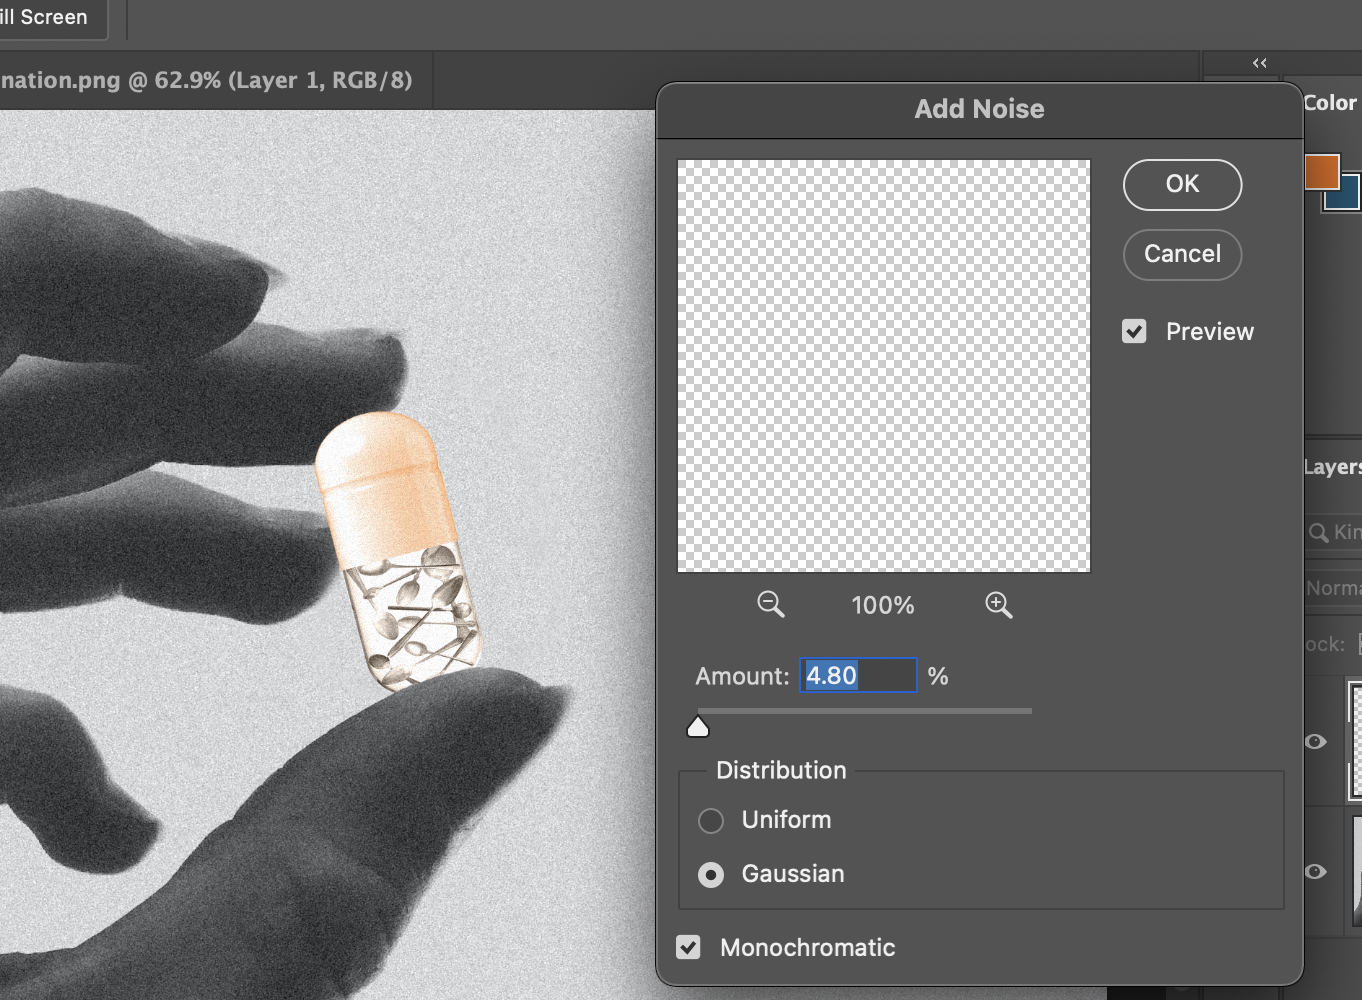 ill Screen
nation.png @ 62.9% (Layer 1, RGB/8)
Add Noise
Color
OK
Cancel
Preview
100%
Layers
Kin
Norma
ock:
Amount: 4.80 %
Distribution
Uniform
Gaussian
Monochromatic